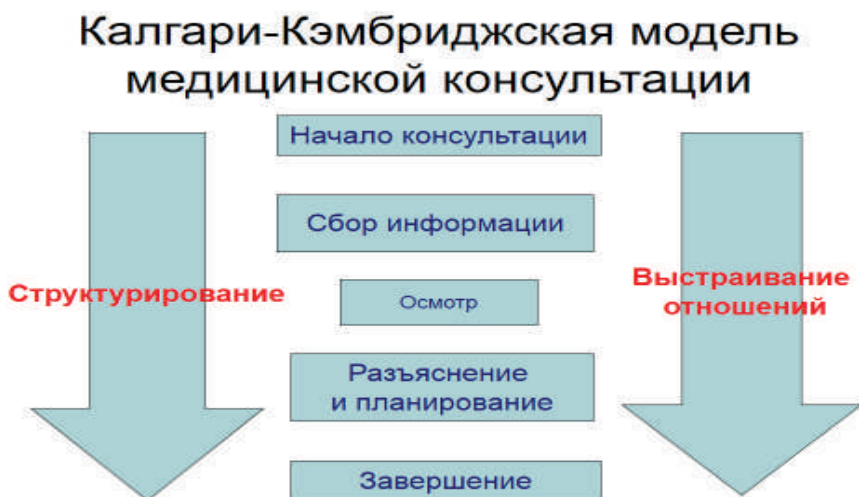 Калгари-Кэмбриджская модель
медицинской консультации
Начало консультации
Сбор информации
Структурирование
Осмотр
Выстраивание
отношений
Разъяснение
и планирование
Завершение